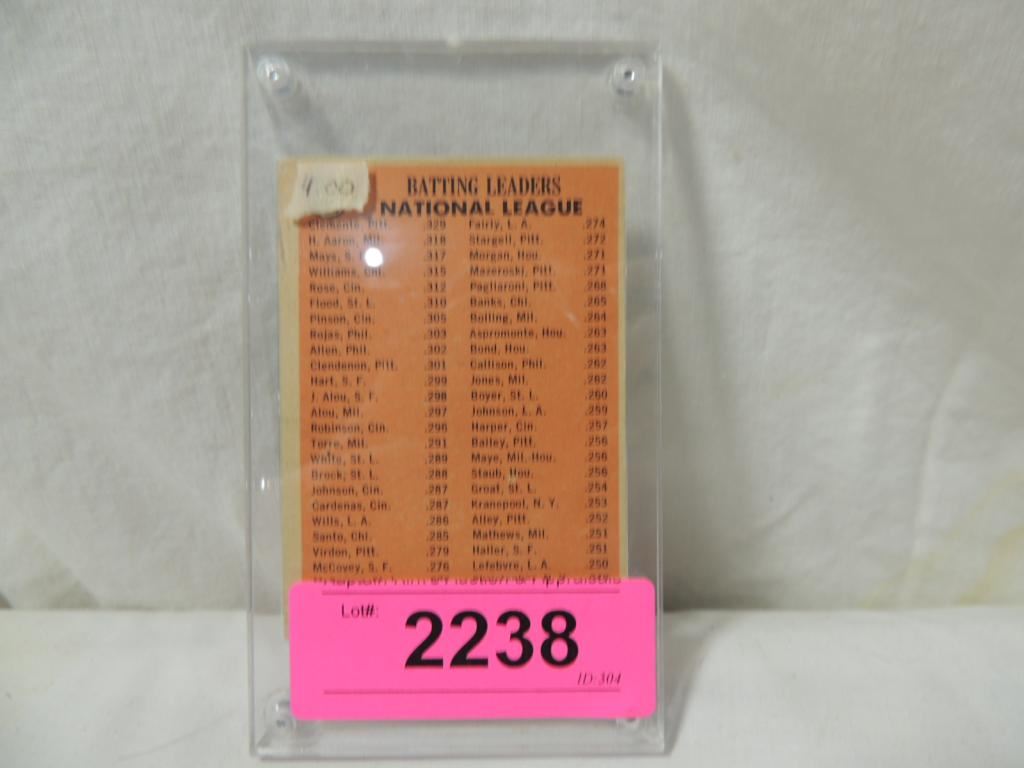 4.00
BATTING LEADERS
NATIONAL LEAGUE
Clemente, Pitt. .329 Fairly, L. A. .274
H. Aaron, Mil. .318 Stargell, Pitt. .272
Mays, S. .317 Morgan, Hou. .271
Williams, Chi. .315 Mazeroski, Pitt. .271
Rose, Cin. .312 Pagliaroni, Pitt. .268
Flood, St. L. .310 Banks, Chi. .265
Pinson, Cin. .305 Bolling, Mil. .264
Rojas, Phil. .303 Aspromonte, Hou. .263
Allen, Phil. .302 Bond, Hou. .263
Clendenon, Pitt. .301 Callison, Phil. .262
Hart, S. F. .299 Jones, Mil. .262
J. Alou, S. F. .298 Boyer, St. L. .260
Alou, Mil. .297 Johnson, L. A. .259
Robinson, Cin. .296 Harper, Cin. .257
Torre, Mil. .291 Bailey, Pitt. .256
White, St. L. .289 Maye, Mil.-Hou. .256
Brock, St. L. .288 Staub, Hou. .256
Johnson, Cin. .287 Groat, St. L. .254
Cardenas, Cin. .287 Kranepool, N. Y. .253
Wills, L. A. .286 Alley, Pitt. .252
Santo, Chi. .285 Mathews, Mil. .251
Virdon, Pitt. .279 Haller, S. F. .251
McCovey, S. F. .276 Lefebvre, L. A. .250
Lot#:
2238
ID:304